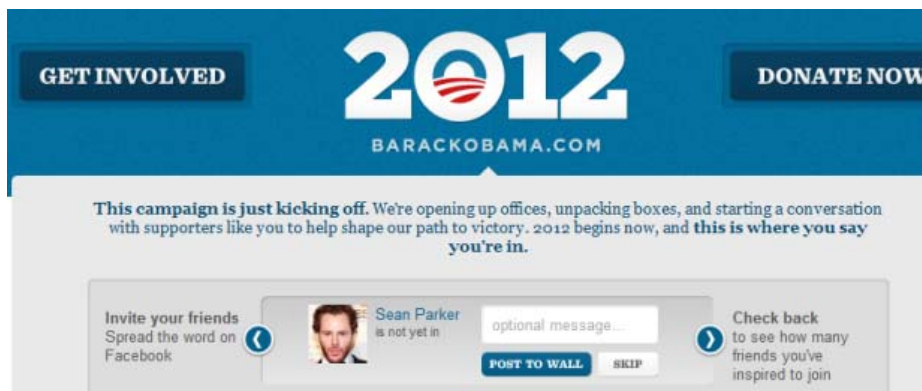 GET INVOLVED
2012
DONATE NOW
BARACKOBAMA.COM
This campaign is just kicking off. We're opening up offices, unpacking boxes, and starting a conversation
with supporters like you to help shape our path to victory. 2012 begins now, and this is where you say
you're in.
Invite your friends
Spread the word on
Facebook
Sean Parker
is not yet in
optional message...
POST TO WALL
SKIP
Check back
to see how many
friends you've
inspired to join